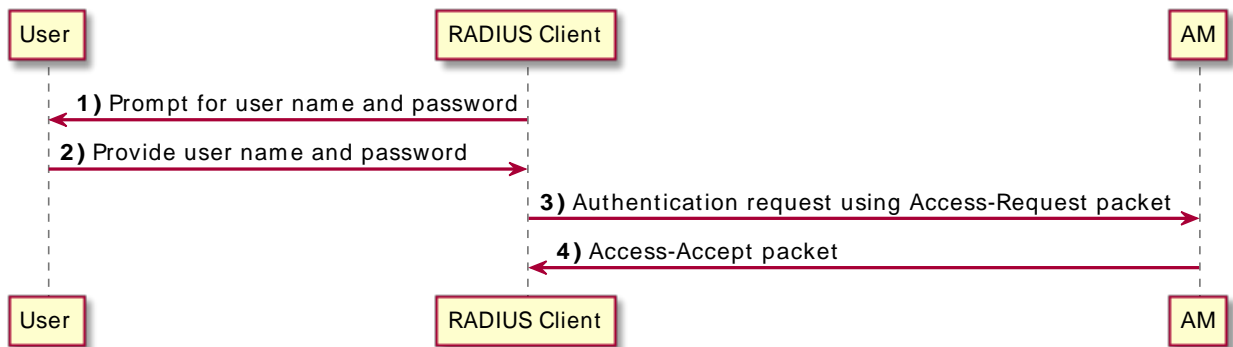 User
RADIUS Client
AM
1) Prompt for user name and password
2) Provide user name and password
3) Authentication request using Access-Request packet
4) Access-Accept packet
User
RADIUS Client
AM